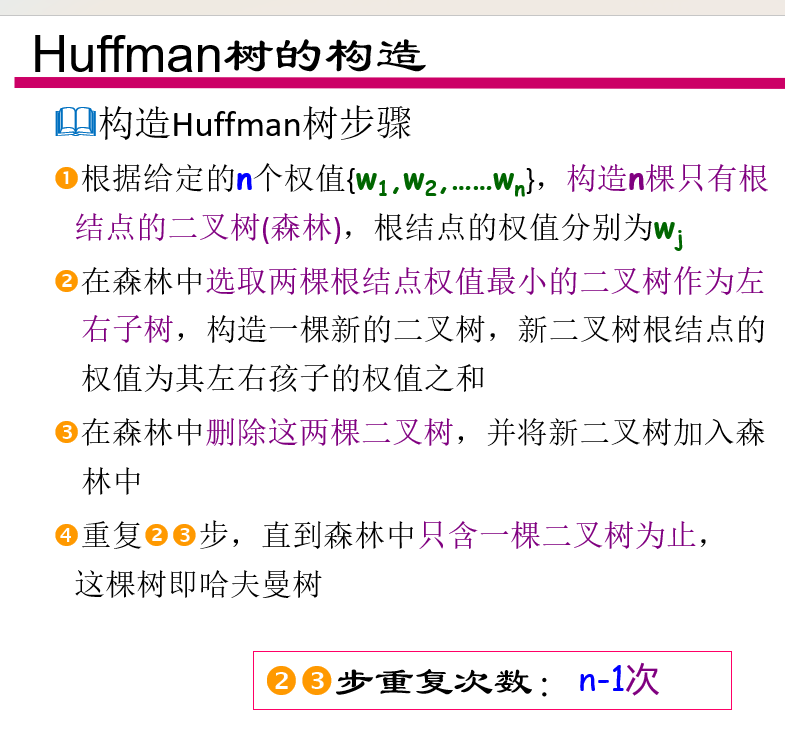 Huffman树的构造
构造Huffman树步骤
❶根据给定的n个权值{w1,w2,……wn}，构造n棵只有根
结点的二叉树(森林)，根结点的权值分别为wj
❷在森林中选取两棵根结点权值最小的二叉树作为左
右子树，构造一棵新的二叉树，新二叉树根结点的
权值为其左右孩子的权值之和
❸在森林中删除这两棵二叉树，并将新二叉树加入森
林中
❹重复❷❸步，直到森林中只含一棵二叉树为止，
这棵树即哈夫曼树
❷❸步重复次数： n-1次